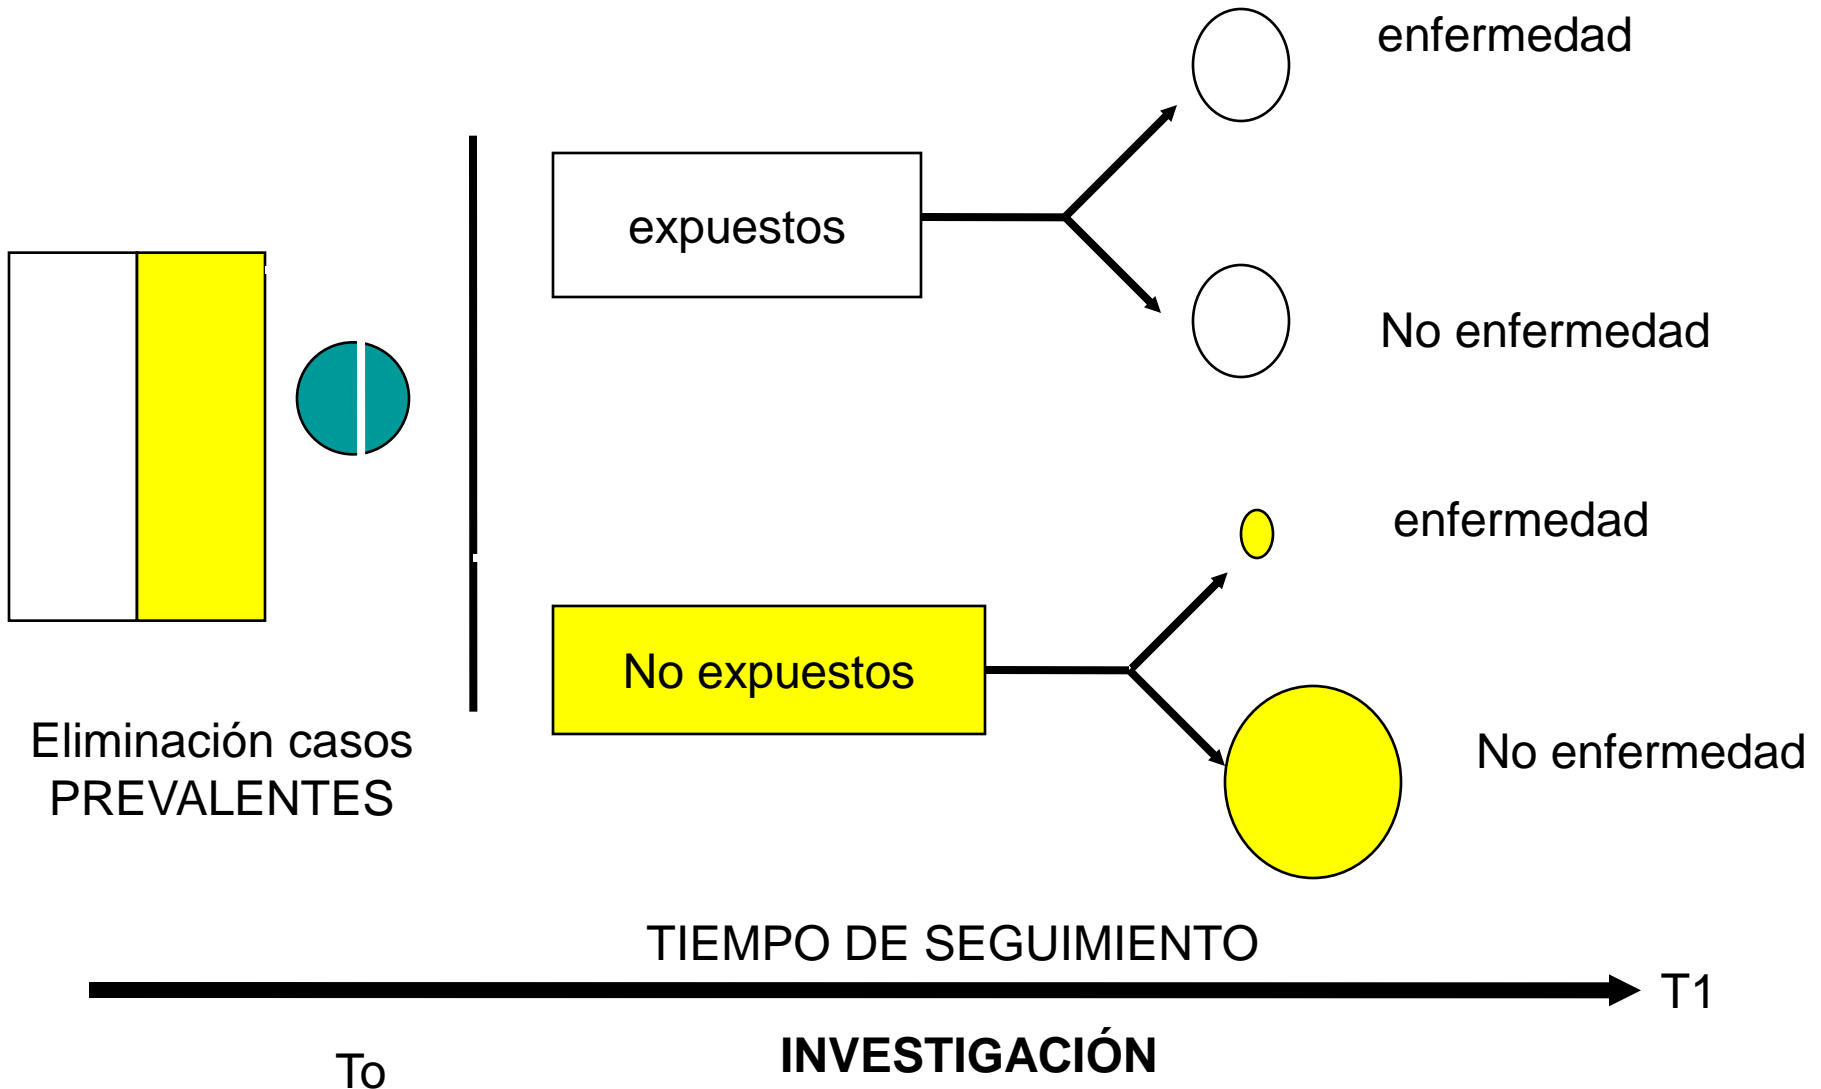 enfermedad
expuestos
No enfermedad
enfermedad
No expuestos
Eliminación casos
PREVALENTES
No enfermedad
TIEMPO DE SEGUIMIENTO
T1
INVESTIGACIÓN
To